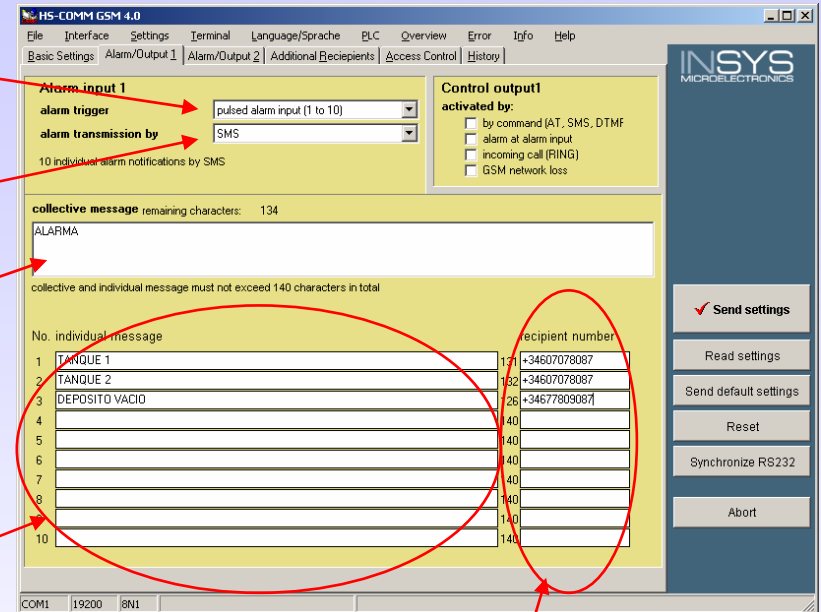 HS-COMM GSM 4.0
File Interface Settings Terminal Language/Sprache PLC Overview Error Info Help
Basic Settings Alarm/Output 1 Alarm/Output 2 Additional Reciepients Access Control History
INSYS
MICROELECTRONICS
Alarm input 1
alarm trigger pulsed alarm input (1 to 10)
alarm transmission by SMS
10 individual alarm notifications by SMS
Control output1
activated by:
by command (AT, SMS, DTMF
alarm at alarm input
incoming call (RING)
GSM network loss
collective message remaining characters: 134
ALARMA
collective and individual message must not exceed 140 characters in total
No. individual message recipient number
1 TANQUE 1 131 +34607078087
2 TANQUE 2 132 +34607078087
3 DEPOSITO VACIO 126 +34677809087
4 140
5 140
6 140
7 140
8 140
9 140
10 140
Send settings
Read settings
Send default settings
Reset
Synchronize RS232
Abort
COM1 19200 8N1